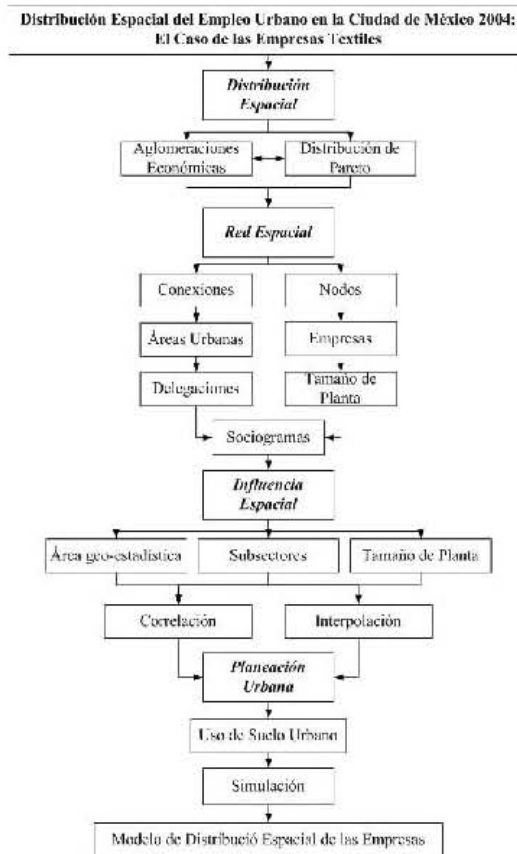 Distribución Espacial del Empleo Urbano en la Ciudad de México 2004:
El Caso de las Empresas Textiles
Distribución
Espacial
Aglomeraciones
Económicas
Distribución de
Pareto
Red Espacial
Conexiones
Nodos
Áreas Urbanas
Empresas
Delegaciones
Tamaño de
Planta
Sociogramas
Influencia
Espacial
Área geo-estadística
Subsectores
Tamaño de Planta
Correlación
Interpolación
Planeación
Urbana
Uso de Suelo Urbano
Simulación
Modelo de Distribució Espacial de las Empresas